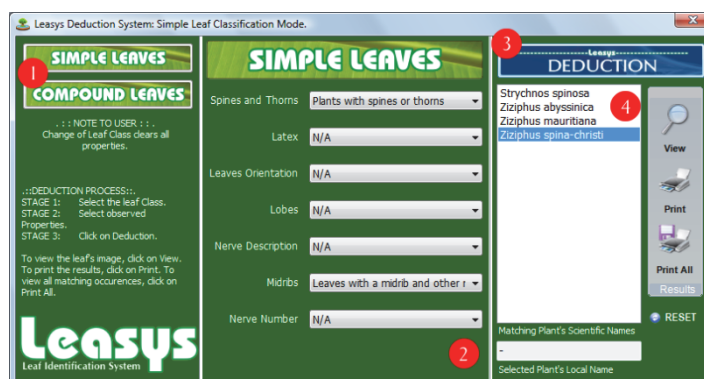 Leasys Deduction System: Simple Leaf Classification Mode.
1
SIMPLE LEAVES
COMPOUND LEAVES
. : : NOTE TO USER : : .
Change of Leaf Class clears all
properties.
.::DEDUCTION PROCESS::.
STAGE 1: Select the leaf Class.
STAGE 2: Select observed
Properties.
STAGE 3: Click on Deduction.
To view the leaf's image, click on View.
To print the results, click on Print. To
view all matching occurences, click on
Print All.
Leasys
Leaf Identification System
SIMPLE LEAVES
Spines and Thorns Plants with spines or thorns
Latex N/A
Leaves Orientation N/A
Lobes N/A
Nerve Description N/A
Midribs Leaves with a midrib and other
Nerve Number N/A
2
3
Leasys
DEDUCTION
Strychnos spinosa
Ziziphus abyssinica
Ziziphus mauritiana
Ziziphus spina-christi
4
View
Print
Print All
Results
RESET
Matching Plant's Scientific Names
-
Selected Plant's Local Name